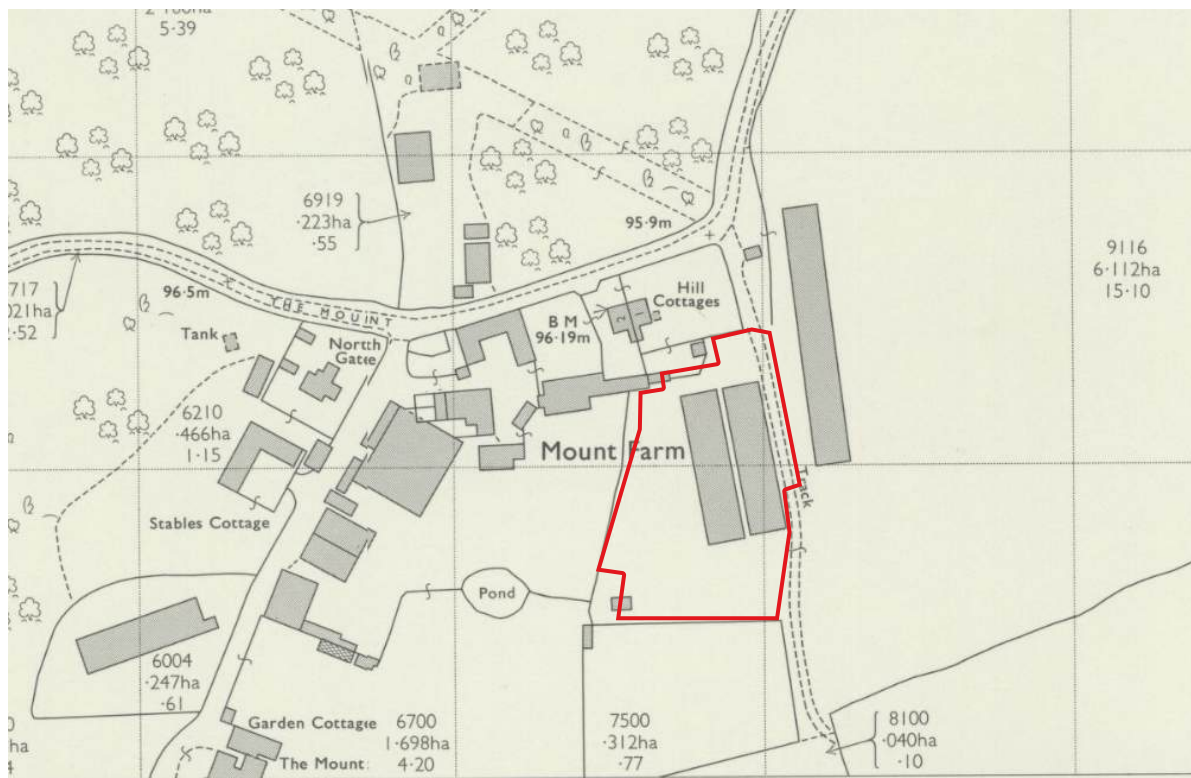 5·39
6919
·223ha
·55
95·9m
9116
6·112ha
15·10
717
021ha
·52
96·5m
THE MOUNT
Tank
North
Gate
B M
96·19m
Hill
Cottages
2
1
6210
·466ha
1·15
Mount Farm
Track
Stables Cottage
Pond
6004
·247ha
·61
Garden Cottage
The Mount
6700
1·698ha
4·20
7500
·312ha
·77
8100
·040ha
·10
ha